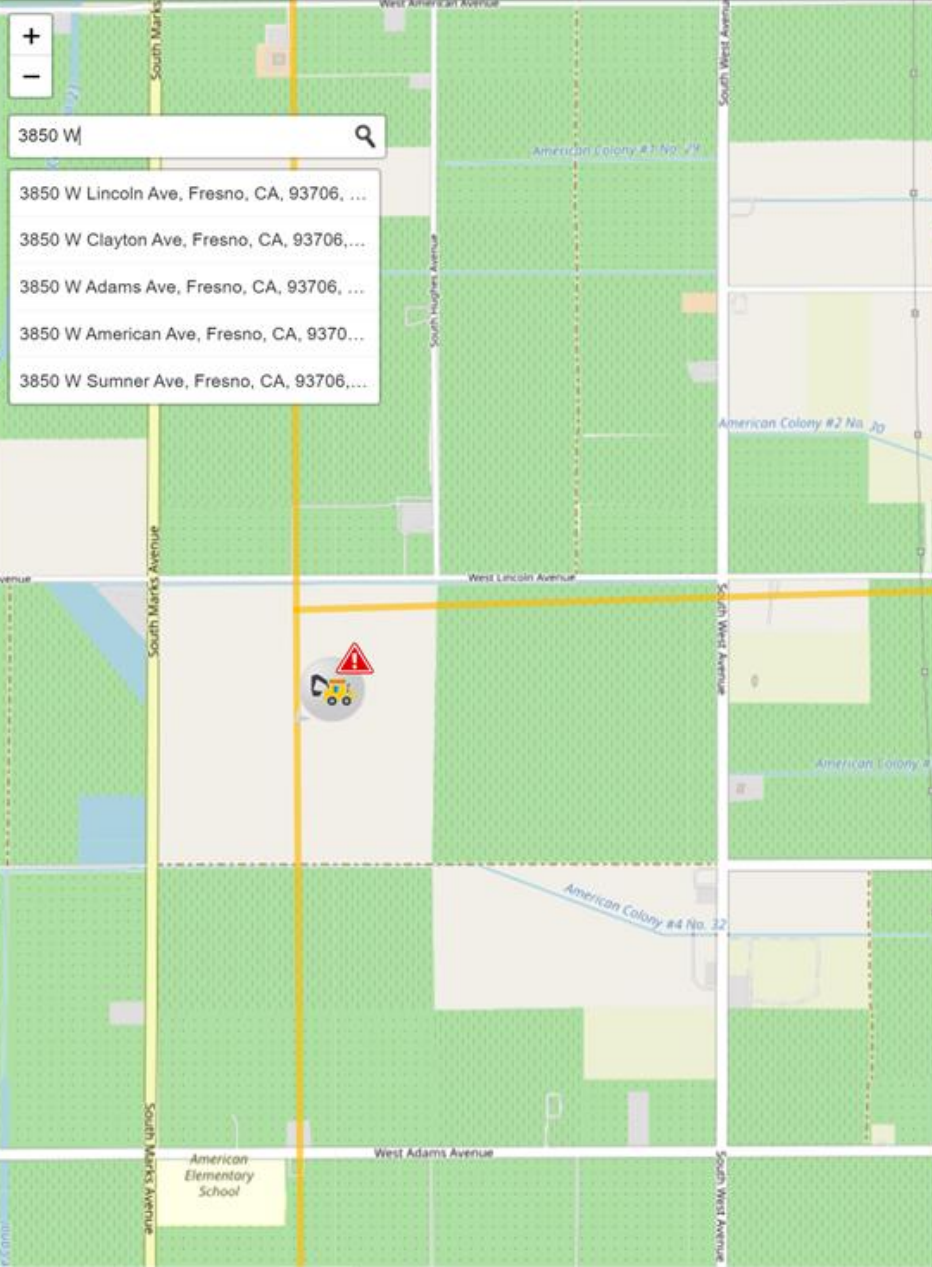 West American Avenue
+
−
South Marks
South West Avenu
3850 W
American Colony #1 No. 29
3850 W Lincoln Ave, Fresno, CA, 93706, ...
3850 W Clayton Ave, Fresno, CA, 93706,...
3850 W Adams Ave, Fresno, CA, 93706, ...
3850 W American Ave, Fresno, CA, 9370...
3850 W Sumner Ave, Fresno, CA, 93706,...
South Hughes Avenue
American Colony #2 No. 30
South Marks Avenue
venue
West Lincoln Avenue
South West Avenue
American Colony #
American Colony #4 No. 32
South Marks Avenue
West Adams Avenue
American
Elementary
School
South West Avenue